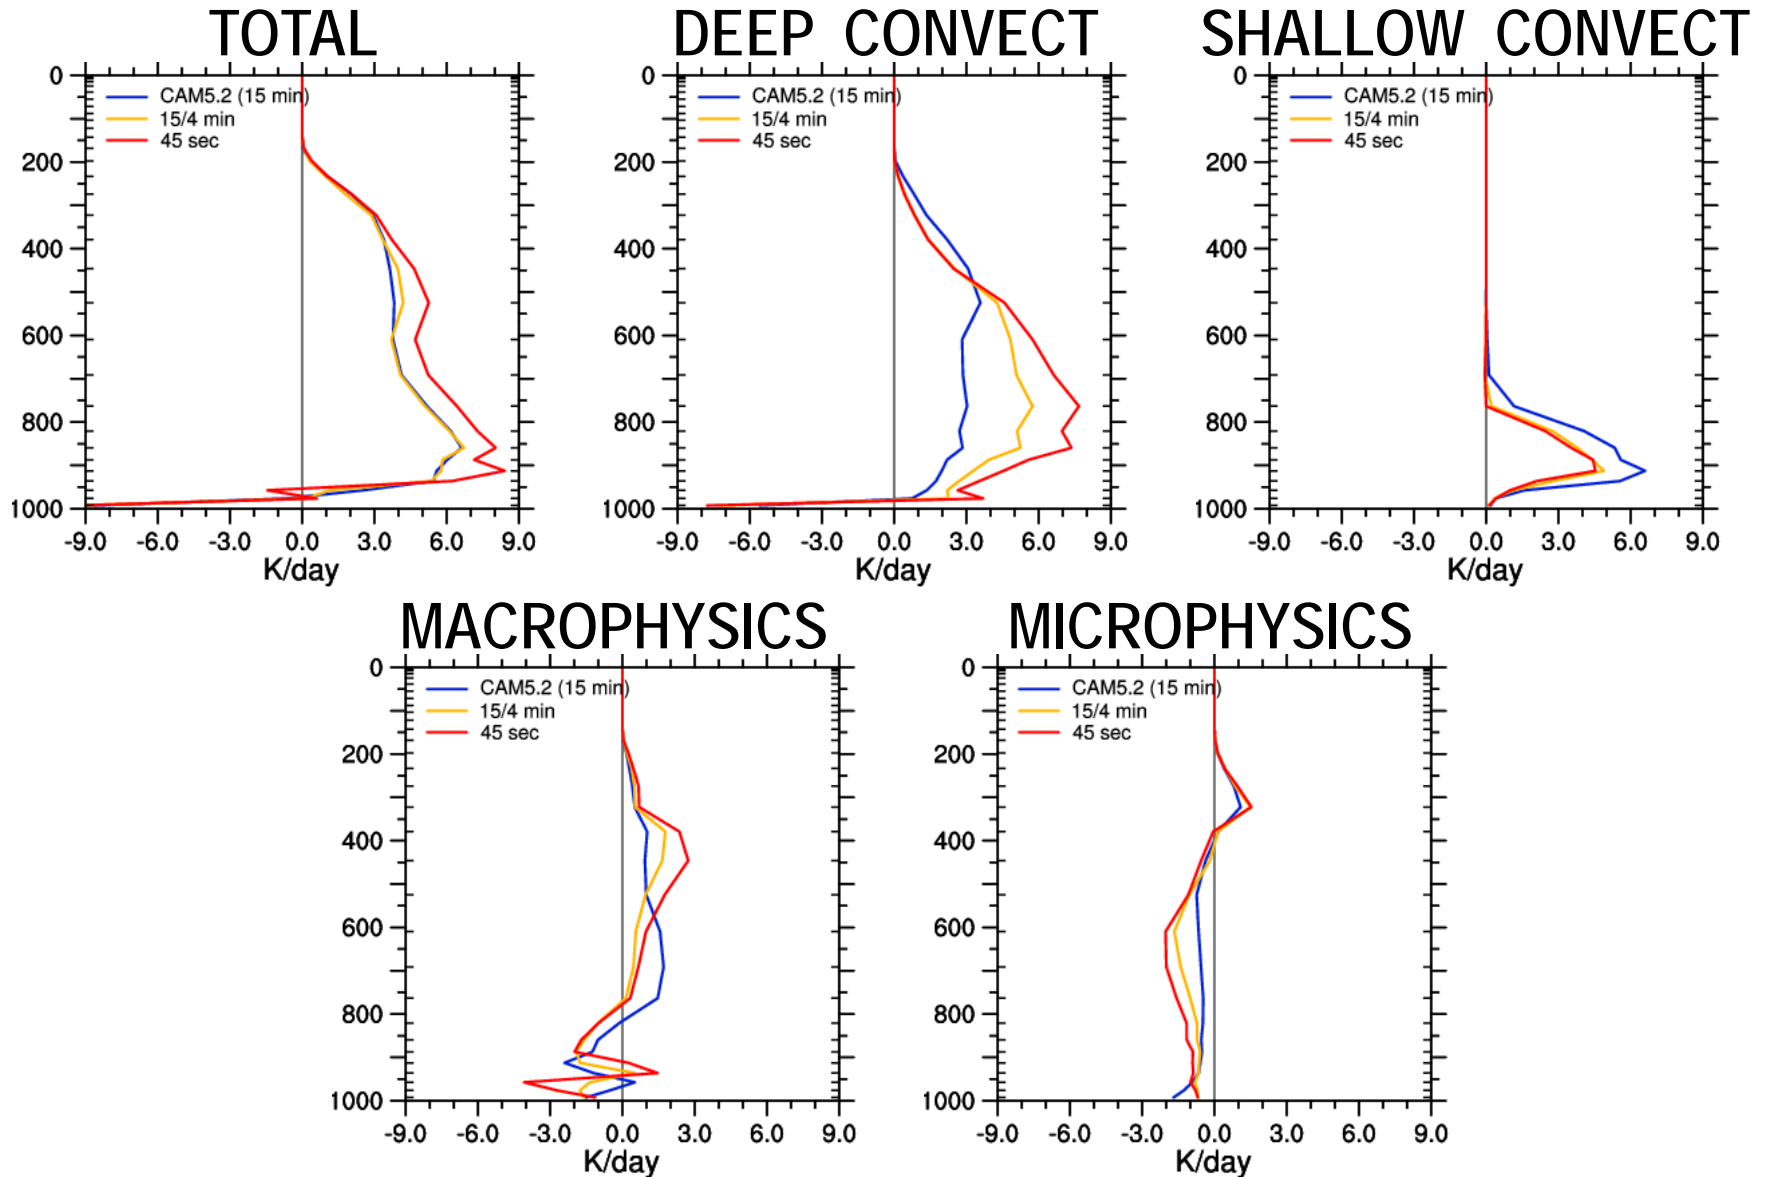 TOTAL
CAM5.2 (15 min)
15/4 min
45 sec
0
200
400
600
800
1000
-9.0 -6.0 -3.0 0.0 3.0 6.0 9.0
K/day
DEEP CONVECT
CAM5.2 (15 min)
15/4 min
45 sec
0
200
400
600
800
1000
-9.0 -6.0 -3.0 0.0 3.0 6.0 9.0
K/day
SHALLOW CONVECT
CAM5.2 (15 min)
15/4 min
45 sec
0
200
400
600
800
1000
-9.0 -6.0 -3.0 0.0 3.0 6.0 9.0
K/day
MACROPHYSICS
CAM5.2 (15 min)
15/4 min
45 sec
0
200
400
600
800
1000
-9.0 -6.0 -3.0 0.0 3.0 6.0 9.0
K/day
MICROPHYSICS
CAM5.2 (15 min)
15/4 min
45 sec
0
200
400
600
800
1000
-9.0 -6.0 -3.0 0.0 3.0 6.0 9.0
K/day